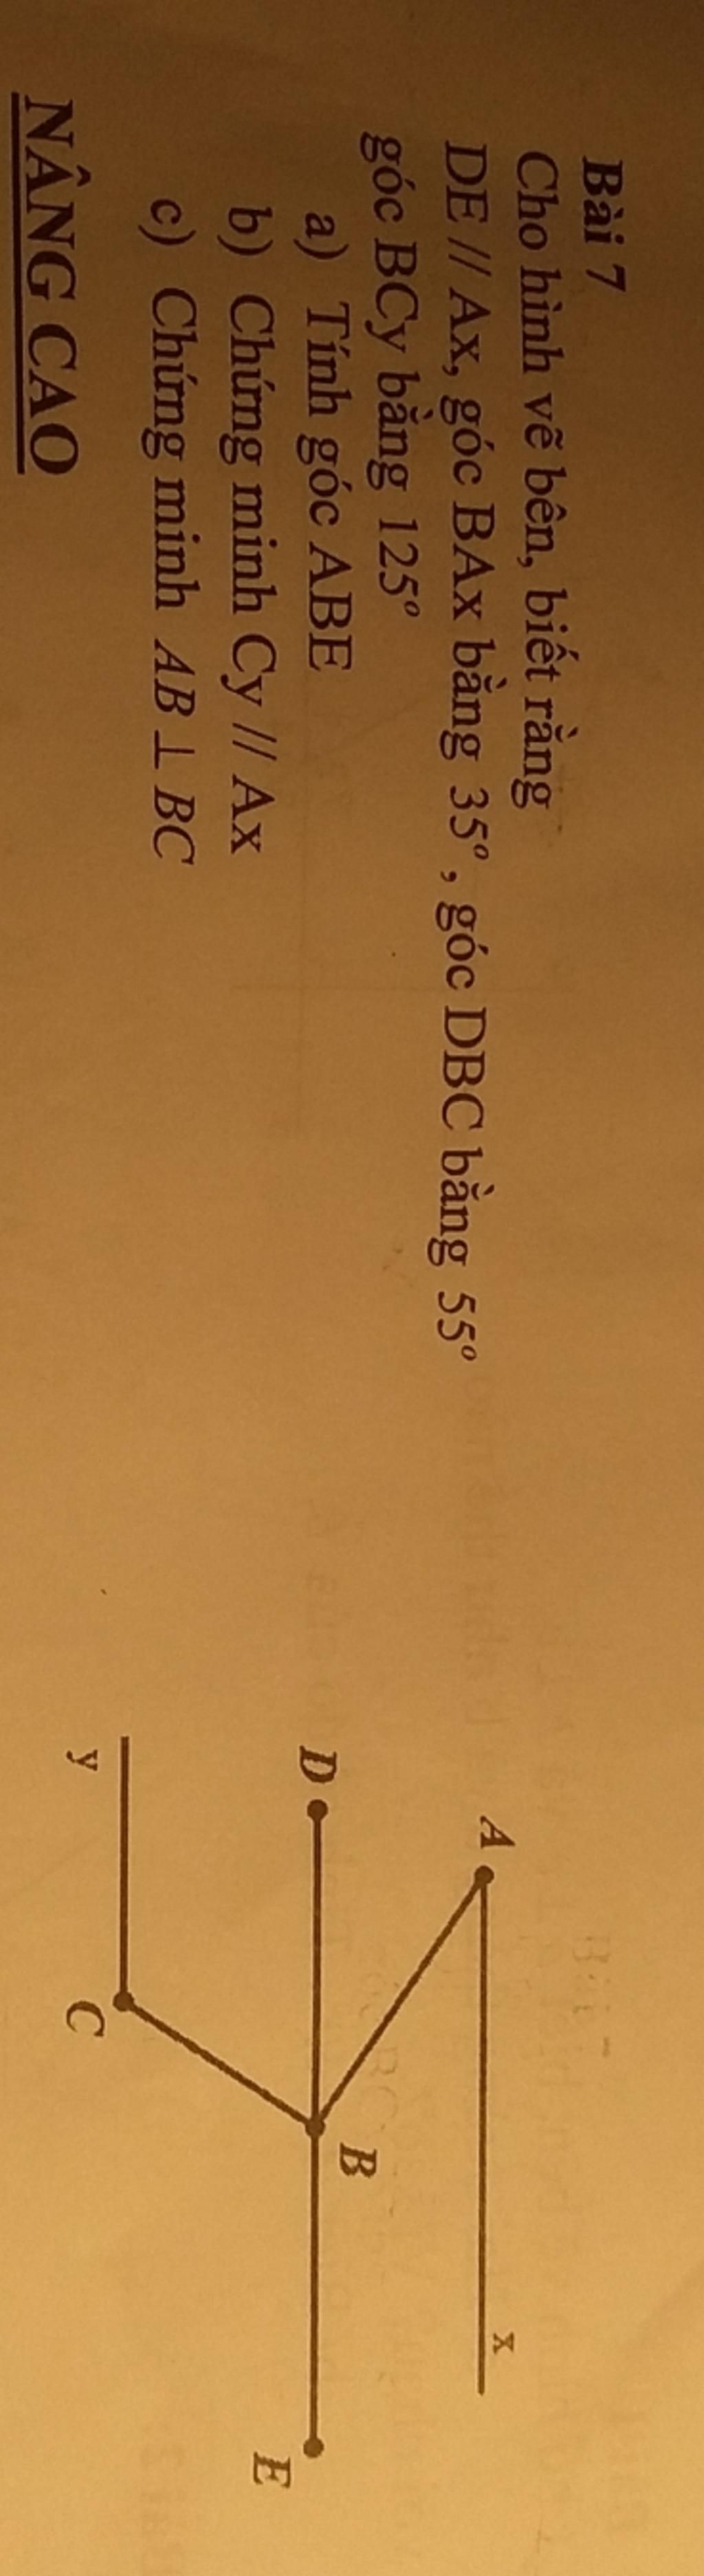 Bài 7
Cho hình vẽ bên, biết rằng
DE // Ax, góc BAx bằng 35°, góc DBC bằng 55°
góc BCy bằng 125°
a) Tính góc ABE
b) Chứng minh Cy // Ax
c) Chứng minh AB ⊥ BC
A
x
D
B
E
y
C
NÂNG CAO